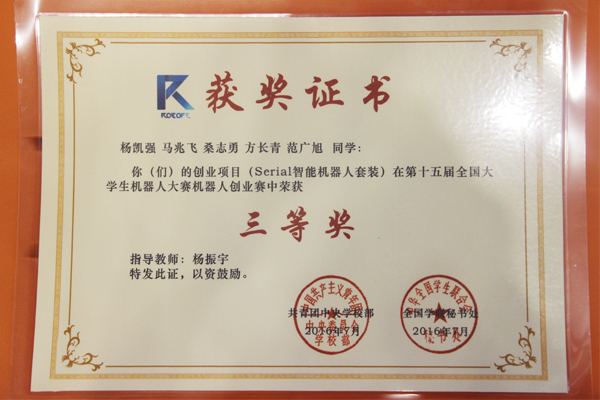 获奖证书
杨凯强 马兆飞 桑志勇 方长青 范广旭 同学:
你(们)的创业项目(Serial智能机器人套装)在第十五届全国大
学生机器人大赛机器人创业赛中荣获
三等奖
指导教师: 杨振宇
特发此证,以资鼓励。
共青团中央学校部 全国学联秘书处
2016年7月 2016年7月